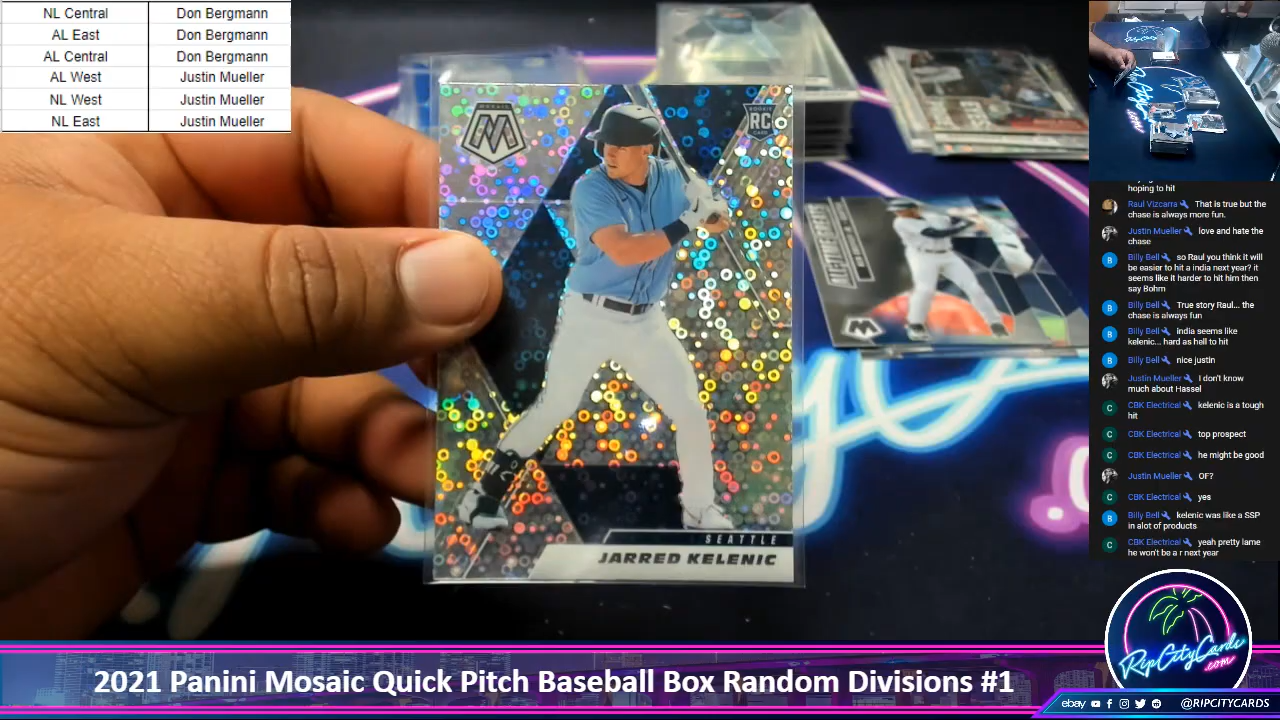 NL Central Don Bergmann
AL East Don Bergmann
AL Central Don Bergmann
AL West Justin Mueller
NL West Justin Mueller
NL East Justin Mueller
MOSAIC
ROOKIE
RC
CARD
SEATTLE
JARRED KELENIC
hoping to hit
Raul Vizcarra That is true but the
chase is always more fun.
Justin Mueller love and hate the
chase
B
Billy Bell so Raul you think it will
be easier to hit a india next year? it
seems like it harder to hit him then
say Bohm
B
Billy Bell True story Raul... the
chase is always fun
B
Billy Bell india seems like
kelenic... hard as hell to hit
B
Billy Bell nice justin
Justin Mueller I don't know
much about Hassel
C
CBK Electrical kelenic is a tough
hit
C
CBK Electrical top prospect
C
CBK Electrical he might be good
Justin Mueller OF?
C
CBK Electrical yes
B
Billy Bell kelenic was like a SSP
in alot of products
C
CBK Electrical yeah pretty lame
he won't be a r next year
RipCityCards
.com
2021 Panini Mosaic Quick Pitch Baseball Box Random Divisions #1
ebay @RIPCITYCARDS